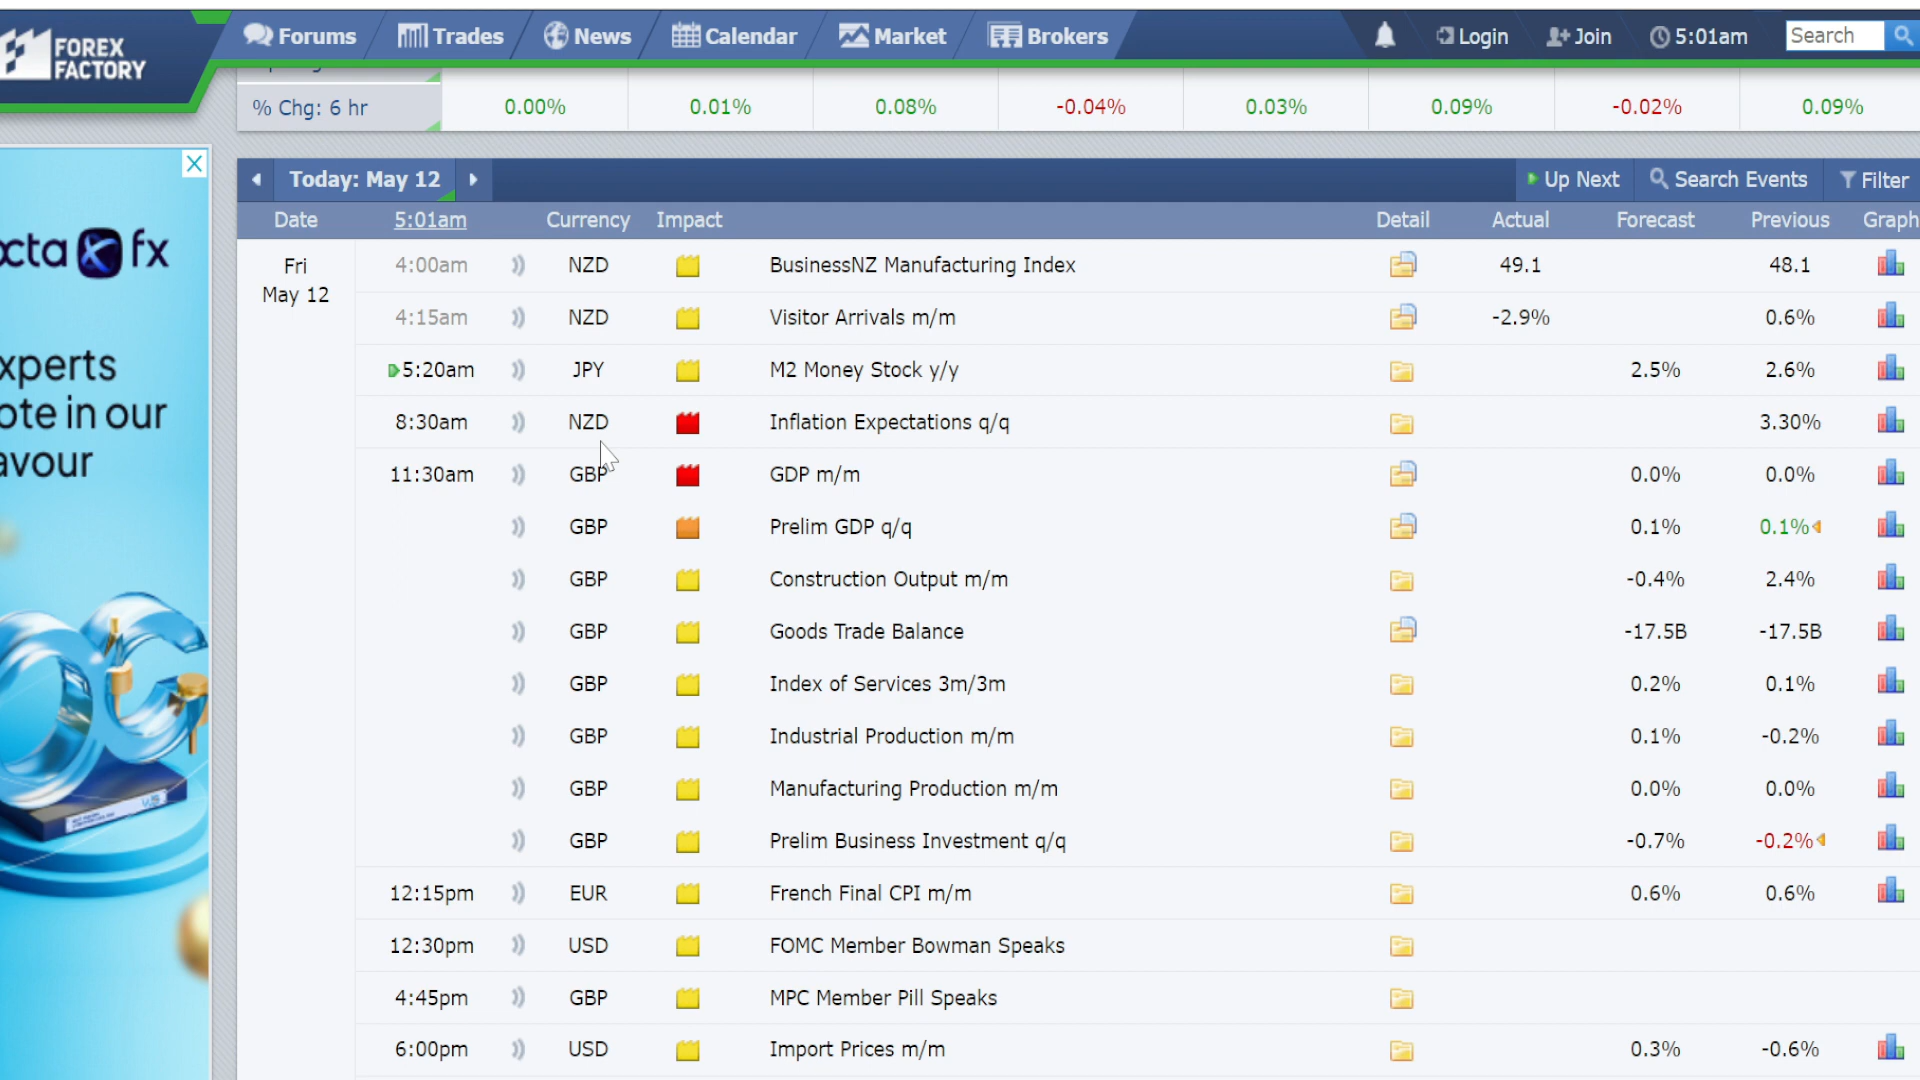 FOREX
FACTORY
Forums Trades News Calendar Market Brokers Login Join 5:01am Search
% Chg: 6 hr 0.00% 0.01% 0.08% -0.04% 0.03% 0.09% -0.02% 0.09%
Today: May 12 Up Next Search Events Filter
Date 5:01am Currency Impact Detail Actual Forecast Previous Graph
Fri 4:00am NZD BusinessNZ Manufacturing Index 49.1 48.1
May 12
4:15am NZD Visitor Arrivals m/m -2.9% 0.6%
5:20am JPY M2 Money Stock y/y 2.5% 2.6%
8:30am NZD Inflation Expectations q/q 3.30%
11:30am GBP GDP m/m 0.0% 0.0%
GBP Prelim GDP q/q 0.1% 0.1%
GBP Construction Output m/m -0.4% 2.4%
GBP Goods Trade Balance -17.5B -17.5B
GBP Index of Services 3m/3m 0.2% 0.1%
GBP Industrial Production m/m 0.1% -0.2%
GBP Manufacturing Production m/m 0.0% 0.0%
GBP Prelim Business Investment q/q -0.7% -0.2%
12:15pm EUR French Final CPI m/m 0.6% 0.6%
12:30pm USD FOMC Member Bowman Speaks
4:45pm GBP MPC Member Pill Speaks
6:00pm USD Import Prices m/m 0.3% -0.6%
cta fx
xperts
ote in our
avour